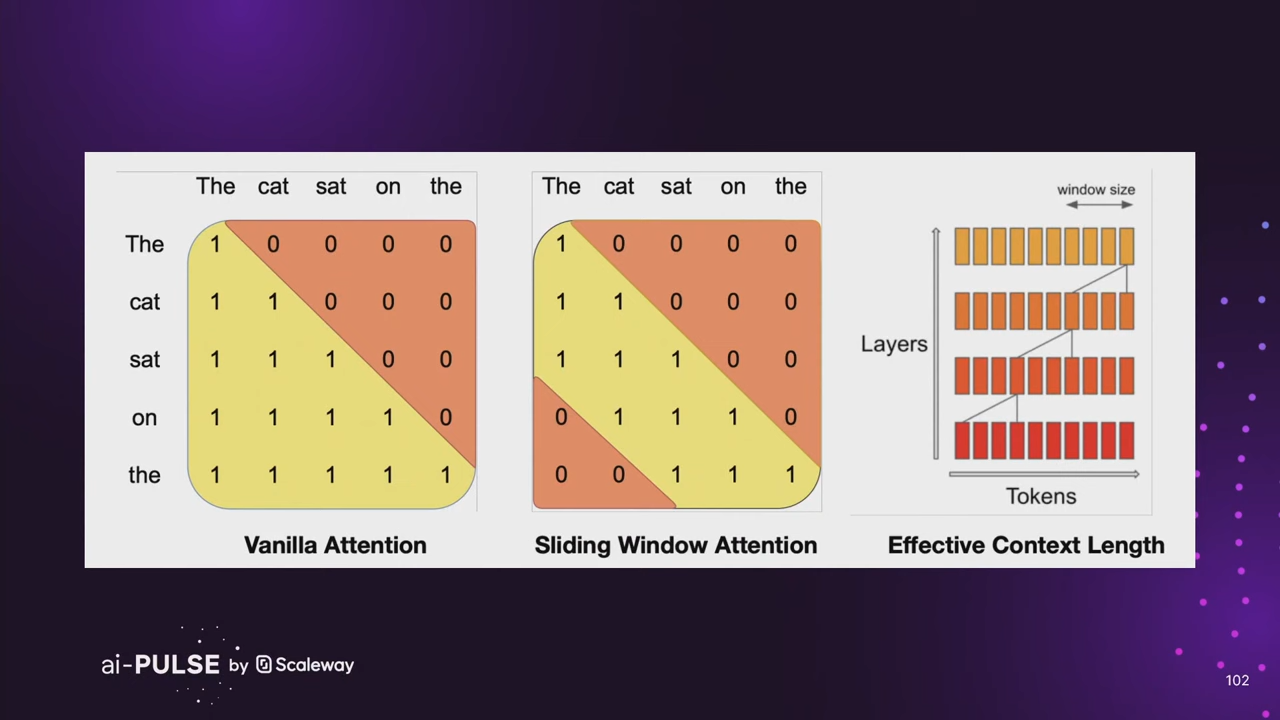 The cat sat on the
The 1 0 0 0 0
cat 1 1 0 0 0
sat 1 1 1 0 0
on 1 1 1 1 0
the 1 1 1 1 1
Vanilla Attention
The cat sat on the
1 0 0 0 0
1 1 0 0 0
1 1 1 0 0
0 1 1 1 0
0 0 1 1 1
Sliding Window Attention
window size
Layers
Tokens
Effective Context Length
ai-PULSE by Scaleway
102